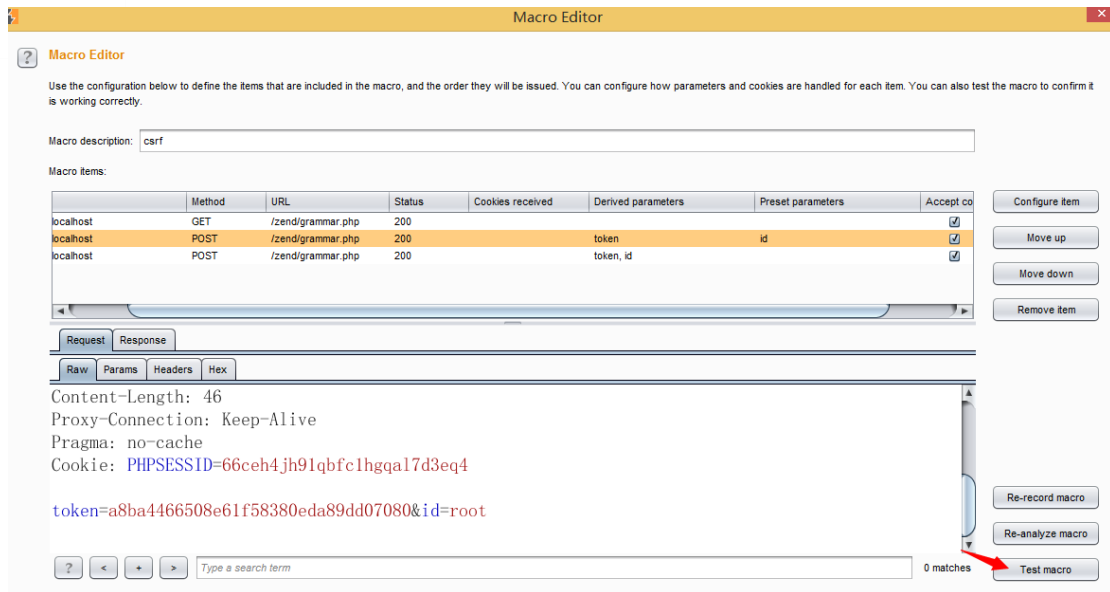 Macro Editor
? Macro Editor
Use the configuration below to define the items that are included in the macro, and the order they will be issued. You can configure how parameters and cookies are handled for each item. You can also test the macro to confirm it
is working correctly.
Macro description: csrf
Macro items:
Method URL Status Cookies received Derived parameters Preset parameters Accept co
localhost GET /zend/grammar.php 200
localhost POST /zend/grammar.php 200 token id
localhost POST /zend/grammar.php 200 token, id
Configure item
Move up
Move down
Remove item
Request Response
Raw Params Headers Hex
Content-Length: 46
Proxy-Connection: Keep-Alive
Pragma: no-cache
Cookie: PHPSESSID=66ceh4jh91qbfc1hgqal7d3eq4
token=a8ba4466508e61f58380eda89dd07080&id=root
Re-record macro
Re-analyze macro
? < + > Type a search term 0 matches Test macro